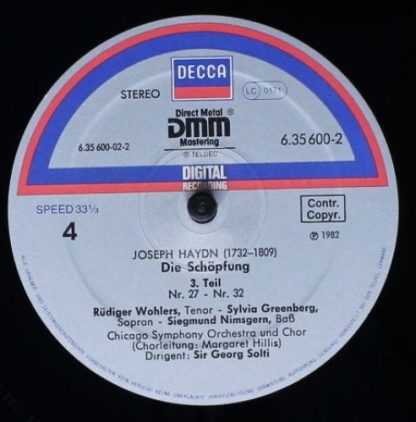 DECCA
STEREO
LC 0171
Direct Metal ®
DMM
Mastering
℗ TELDEC
6.35 600-02-2
6.35 600-2
DIGITAL
RECORDING
SPEED 33⅓
4
Contr.
Copyr.
℗ 1982
JOSEPH HAYDN (1732–1809)
Die Schöpfung
3. Teil
Nr. 27 - Nr. 32
Rüdiger Wohlers, Tenor - Sylvia Greenberg,
Sopran - Siegmund Nimsgern, Baß
Chicago Symphony Orchestra und Chor
(Chorleitung: Margaret Hillis)
Dirigent: Sir Georg Solti